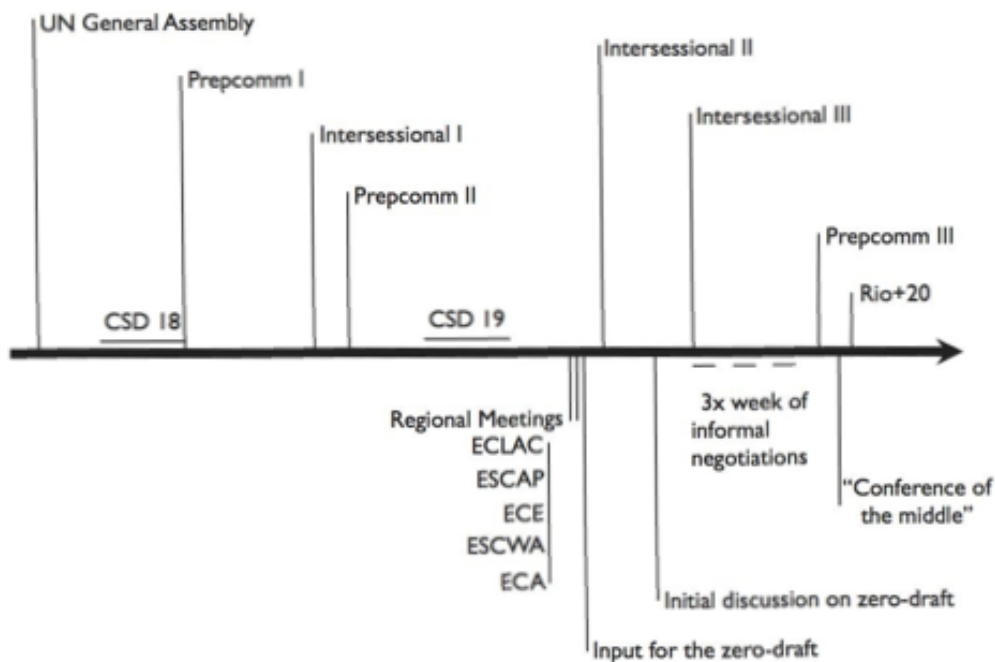 UN General Assembly
Prepcomm I
Intersessional I
Prepcomm II
Intersessional II
Intersessional III
Prepcomm III
Rio+20
CSD 18
CSD 19
Regional Meetings
ECLAC
ESCAP
ECE
ESCWA
ECA
3x week of
informal
negotiations
"Conference of
the middle"
Initial discussion on zero-draft
Input for the zero-draft